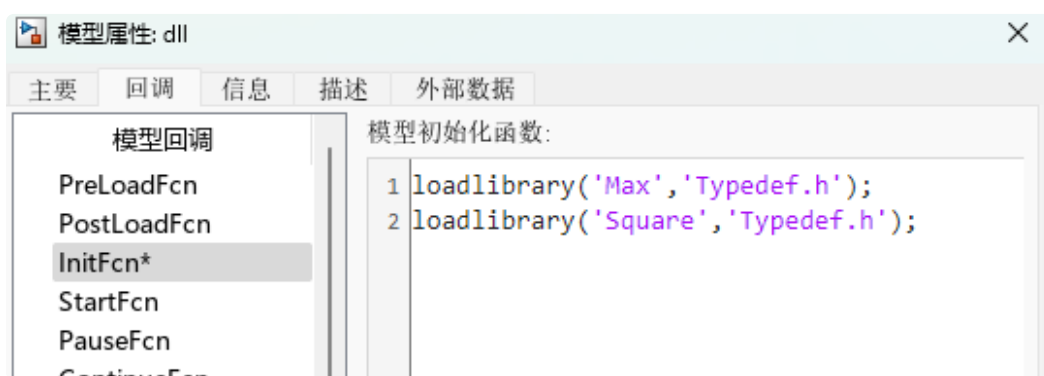 模型属性: dll
主要 回调 信息 描述 外部数据
模型回调
PreLoadFcn
PostLoadFcn
InitFcn*
StartFcn
PauseFcn
模型初始化函数:
1 loadlibrary('Max','Typedef.h');
2 loadlibrary('Square','Typedef.h');